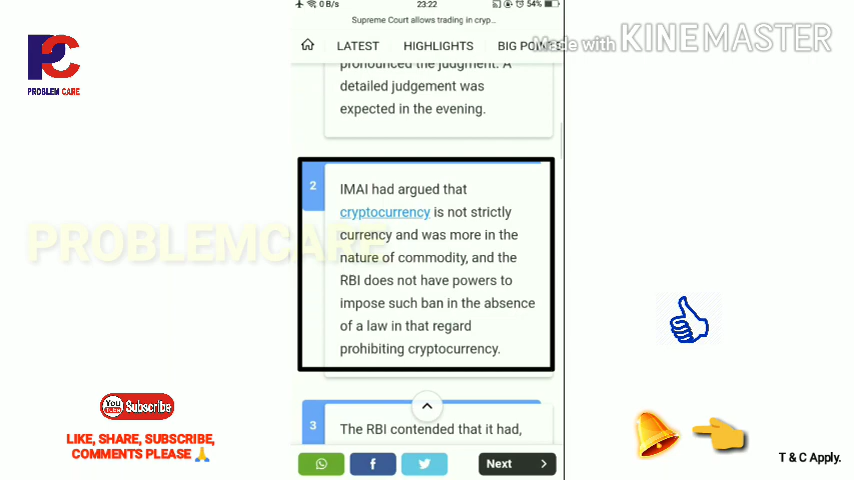 0 B/s
23:22
54%
Supreme Court allows trading in cryp...
LATEST HIGHLIGHTS BIG POINTS
Made with KINEMASTER
PC
PROBLEM CARE
pronounced the judgment. A
detailed judgement was
expected in the evening.
2
IMAI had argued that
cryptocurrency is not strictly
currency and was more in the
nature of commodity, and the
RBI does not have powers to
impose such ban in the absence
of a law in that regard
prohibiting cryptocurrency.
PROBLEMCARE
3
The RBI contended that it had,
Next
You Tube Subscribe
LIKE, SHARE, SUBSCRIBE,
COMMENTS PLEASE 🙏
T & C Apply.